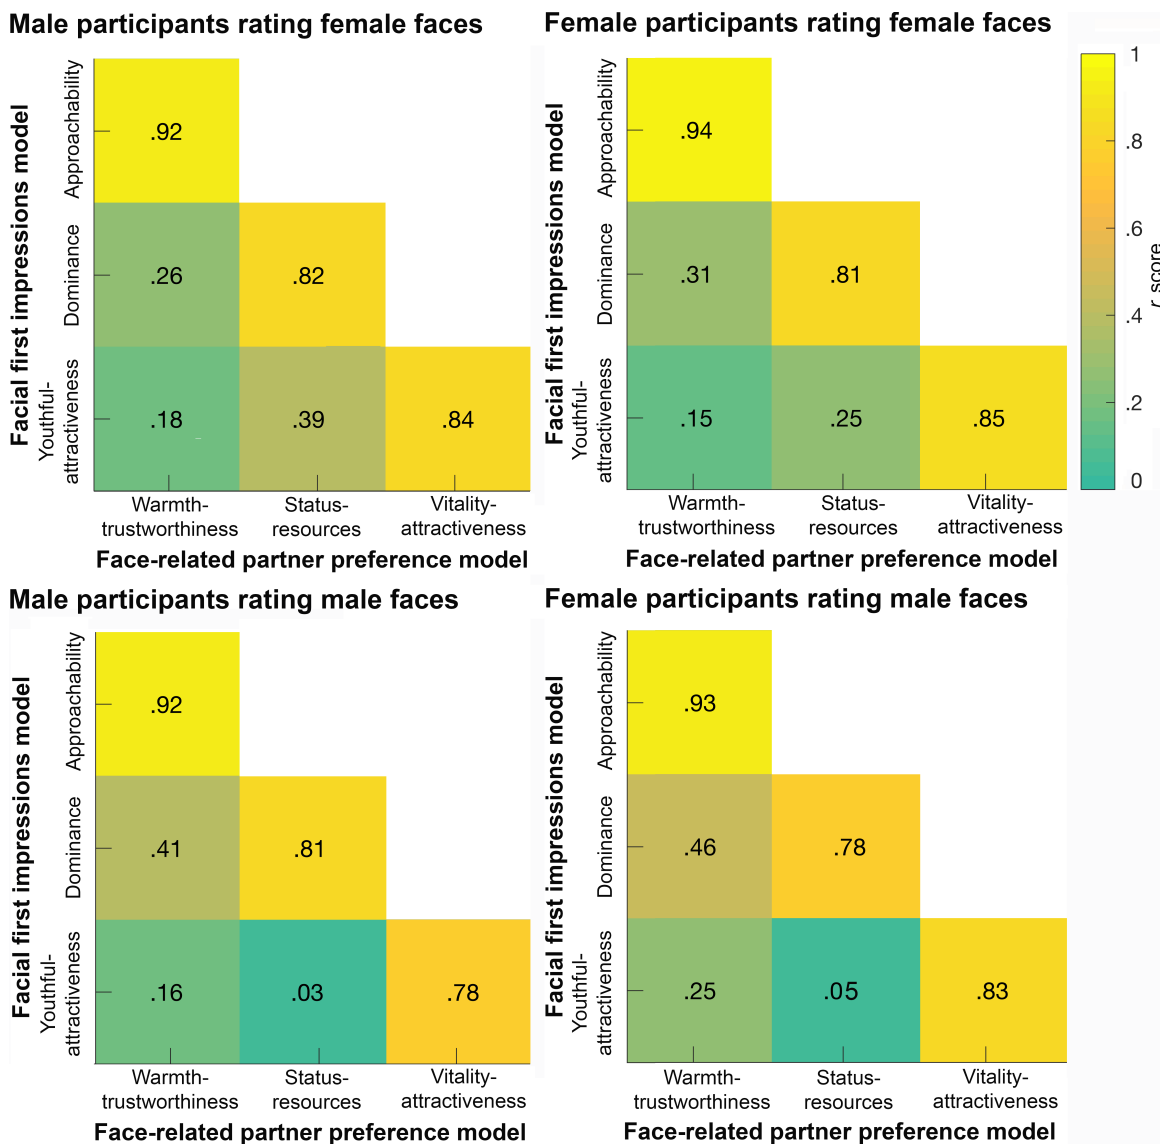 Male participants rating female faces
Facial first impressions model
Approachability
.92
Dominance
.26 .82
Youthful-
attractiveness
.18 .39 .84
Warmth-
trustworthiness
Status-
resources
Vitality-
attractiveness
Face-related partner preference model
Female participants rating female faces
Facial first impressions model
Approachability
.94
Dominance
.31 .81
Youthful-
attractiveness
.15 .25 .85
Warmth-
trustworthiness
Status-
resources
Vitality-
attractiveness
Face-related partner preference model
1
.8
.6
.4
.2
0
r score
Male participants rating male faces
Facial first impressions model
Approachability
.92
Dominance
.41 .81
Youthful-
attractiveness
.16 .03 .78
Warmth-
trustworthiness
Status-
resources
Vitality-
attractiveness
Face-related partner preference model
Female participants rating male faces
Facial first impressions model
Approachability
.93
Dominance
.46 .78
Youthful-
attractiveness
.25 .05 .83
Warmth-
trustworthiness
Status-
resources
Vitality-
attractiveness
Face-related partner preference model